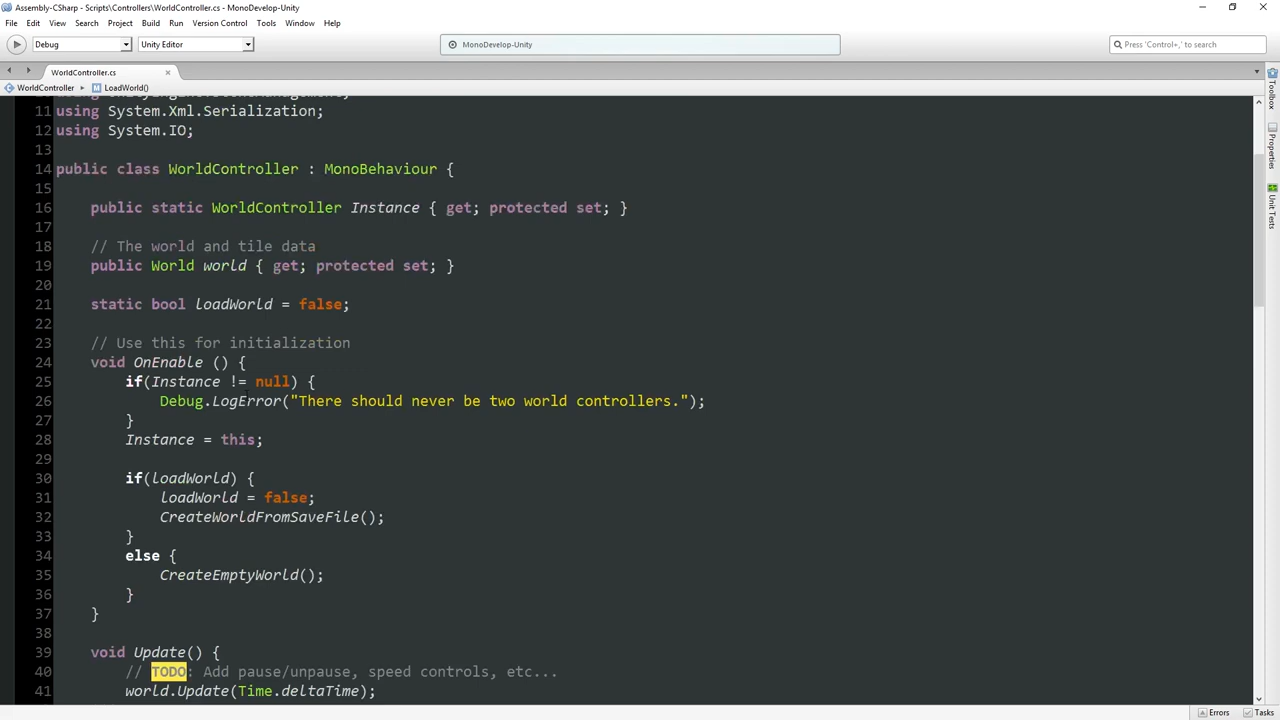 Assembly-CSharp - Scripts\Controllers\WorldController.cs - MonoDevelop-Unity
File Edit View Search Project Build Run Version Control Tools Window Help
Debug Unity Editor MonoDevelop-Unity Press 'Control+,' to search
WorldController.cs
WorldController LoadWorld()
11 using System.Xml.Serialization;
12 using System.IO;
13
14 public class WorldController : MonoBehaviour {
15
16 public static WorldController Instance { get; protected set; }
17
18 // The world and tile data
19 public World world { get; protected set; }
20
21 static bool loadWorld = false;
22
23 // Use this for initialization
24 void OnEnable () {
25 if(Instance != null) {
26 Debug.LogError("There should never be two world controllers.");
27 }
28 Instance = this;
29
30 if(loadWorld) {
31 loadWorld = false;
32 CreateWorldFromSaveFile();
33 }
34 else {
35 CreateEmptyWorld();
36 }
37 }
38
39 void Update() {
40 // TODO: Add pause/unpause, speed controls, etc...
41 world.Update(Time.deltaTime);
Toolbox
Properties
Unit Tests
Errors Tasks